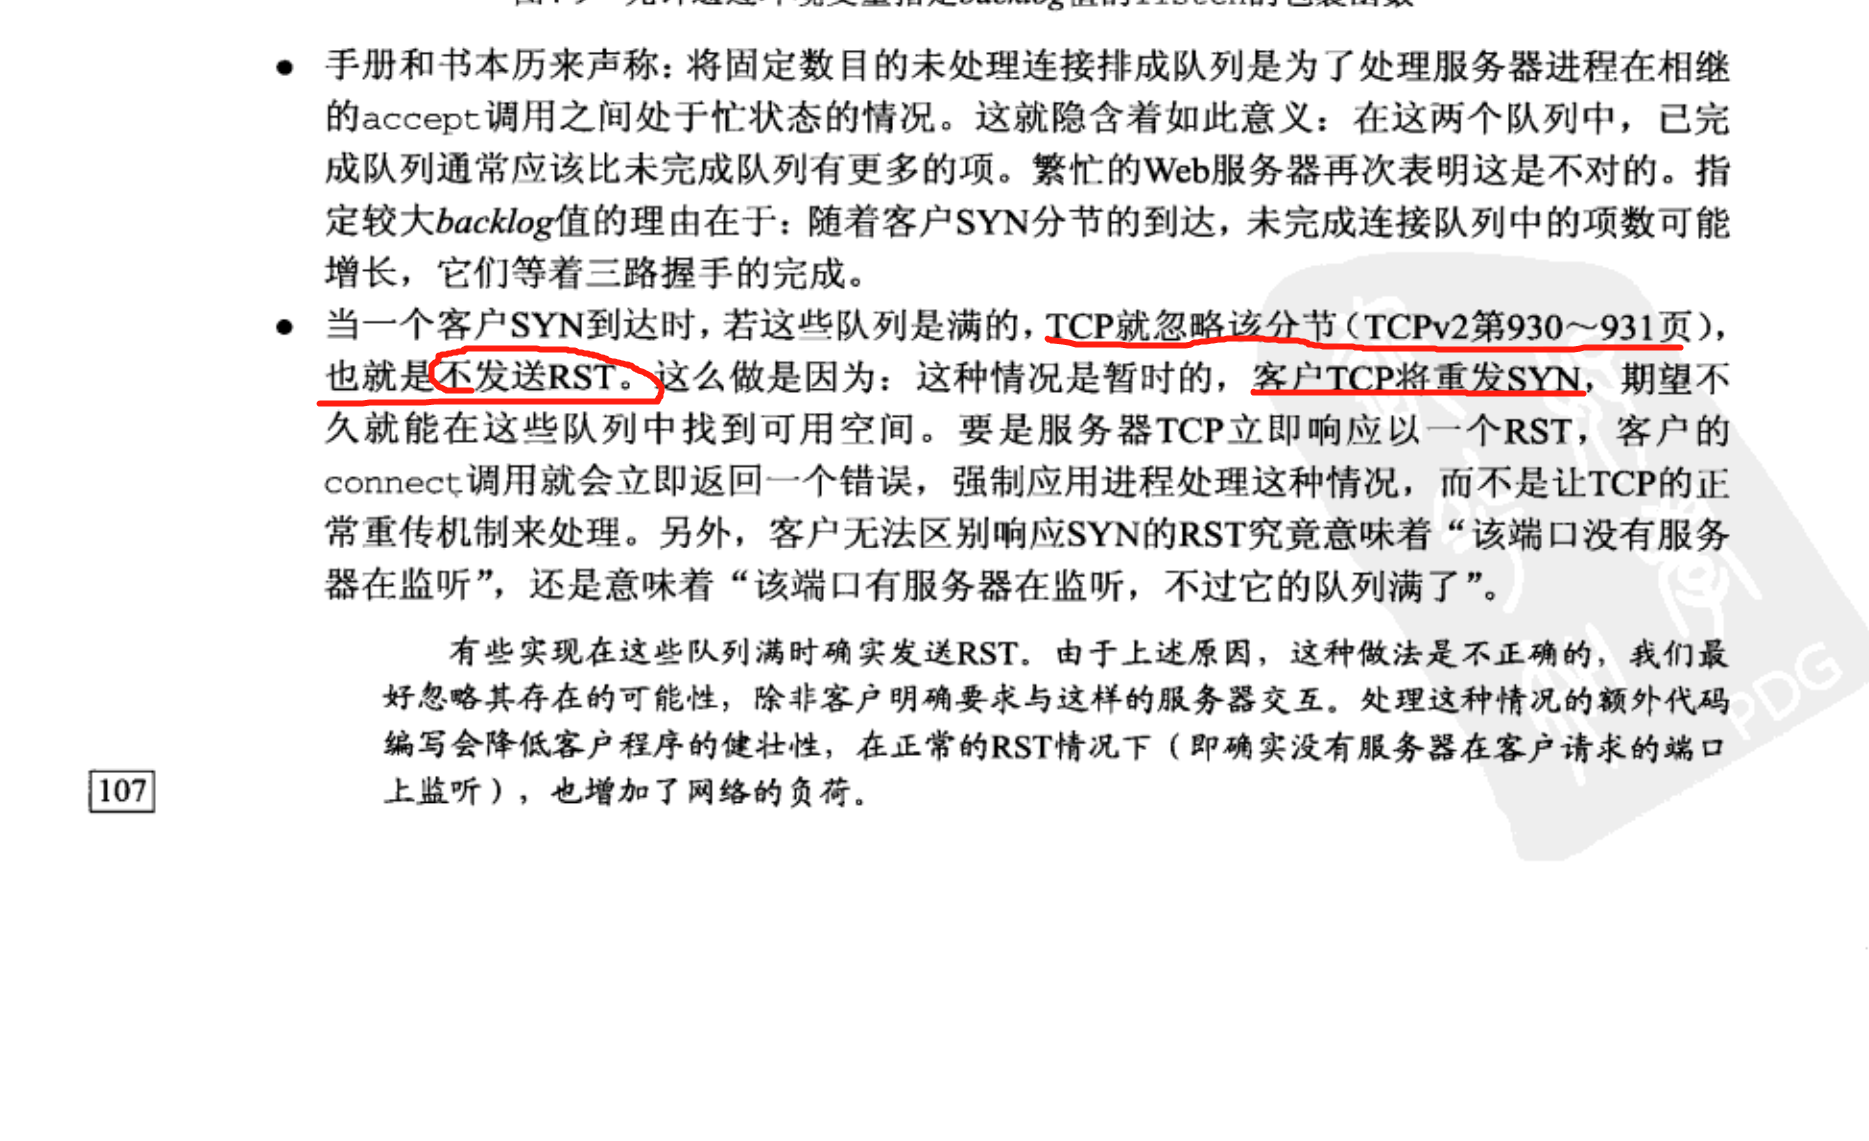 手册和书本历来声称：将固定数目的未处理连接排成队列是为了处理服务器进程在相继
的accept调用之间处于忙状态的情况。这就隐含着如此意义：在这两个队列中，已完
成队列通常应该比未完成队列有更多的项。繁忙的Web服务器再次表明这是不对的。指
定较大backlog值的理由在于：随着客户SYN分节的到达，未完成连接队列中的项数可能
增长，它们等着三路握手的完成。
当一个客户SYN到达时，若这些队列是满的，TCP就忽略该分节（TCPv2第930～931页），
也就是不发送RST。这么做是因为：这种情况是暂时的，客户TCP将重发SYN，期望不
久就能在这些队列中找到可用空间。要是服务器TCP立即响应以一个RST，客户的
connect调用就会立即返回一个错误，强制应用进程处理这种情况，而不是让TCP的正
常重传机制来处理。另外，客户无法区别响应SYN的RST究竟意味着“该端口没有服务
器在监听”，还是意味着“该端口有服务器在监听，不过它的队列满了”。
有些实现在这些队列满时确实发送RST。由于上述原因，这种做法是不正确的，我们最
好忽略其存在的可能性，除非客户明确要求与这样的服务器交互。处理这种情况的额外代码
编写会降低客户程序的健壮性，在正常的RST情况下（即确实没有服务器在客户请求的端口
上监听），也增加了网络的负荷。
107
PDG